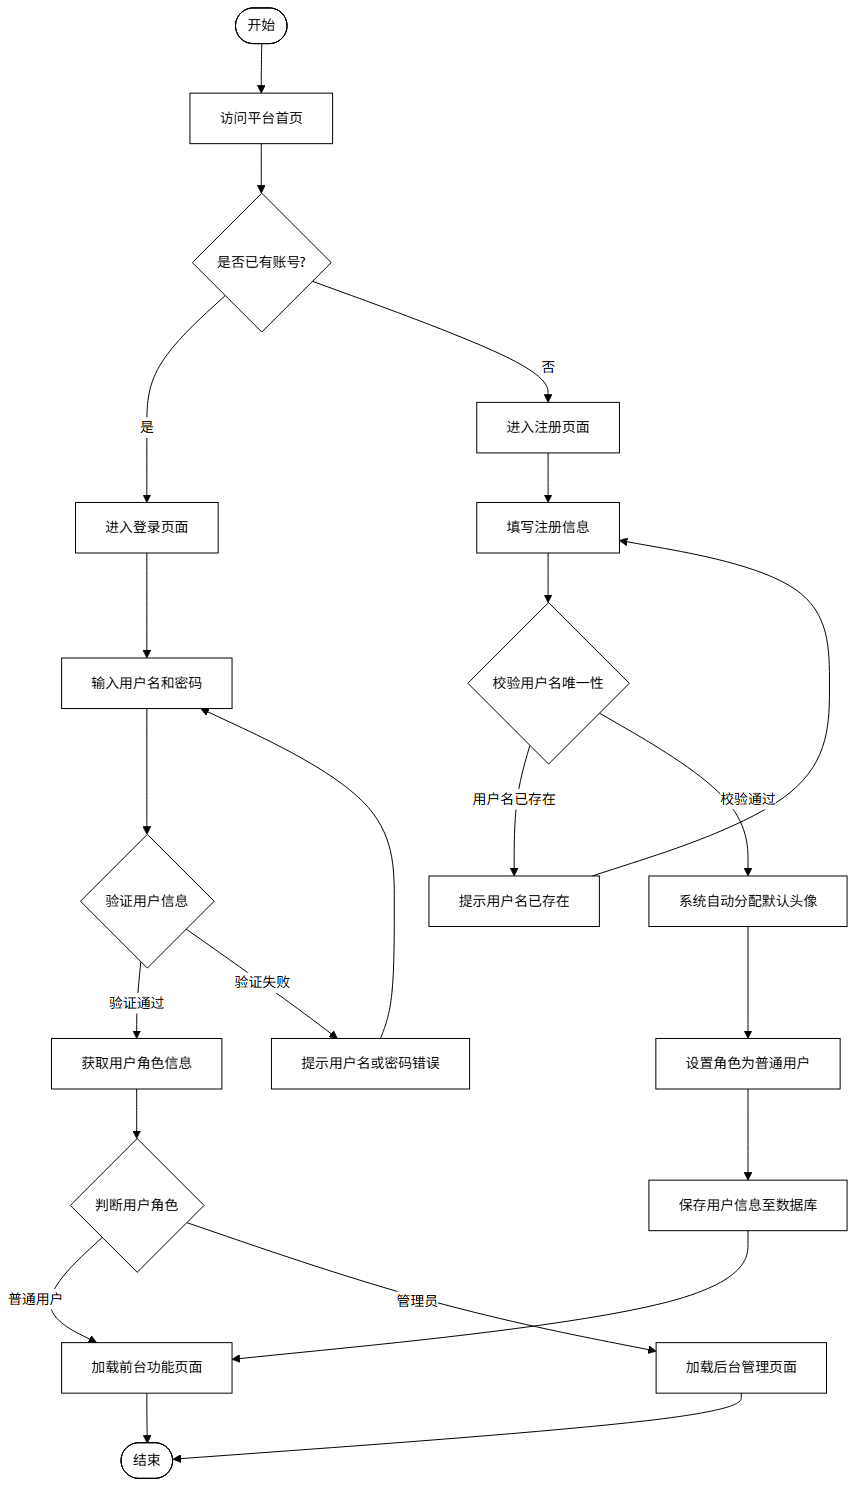 开始
访问平台首页
是否已有账号?
否
是
进入注册页面
进入登录页面
填写注册信息
输入用户名和密码
校验用户名唯一性
用户名已存在
校验通过
验证用户信息
提示用户名已存在
系统自动分配默认头像
验证失败
验证通过
获取用户角色信息
提示用户名或密码错误
设置角色为普通用户
判断用户角色
保存用户信息至数据库
普通用户
管理员
加载前台功能页面
加载后台管理页面
结束